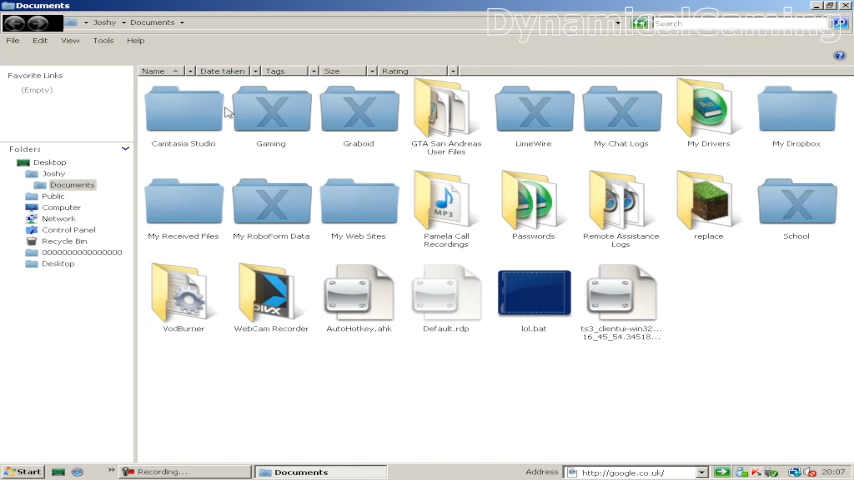 Documents
DynamicalGaming
Joshy Documents
Search
File Edit View Tools Help
Favorite Links
(Empty)
Name Date taken Tags Size Rating
Camtasia Studio
Gaming
Graboid
GTA San Andreas
User Files
LimeWire
My Chat Logs
My Drivers
My Dropbox
Folders
Desktop
Joshy
Documents
Public
Computer
Network
Control Panel
Recycle Bin
Desktop
My Received Files
My RoboForm Data
My Web Sites
MP3
Pamela Call
Recordings
Passwords
Remote Assistance
Logs
replace
School
VodBurner
DIVX
WebCam Recorder
AutoHotkey.ahk
Default.rdp
lol.bat
ts3_clientui-win32...
16_45_54.34518...
Start
Recording...
Documents
Address
http://google.co.uk/
20:07